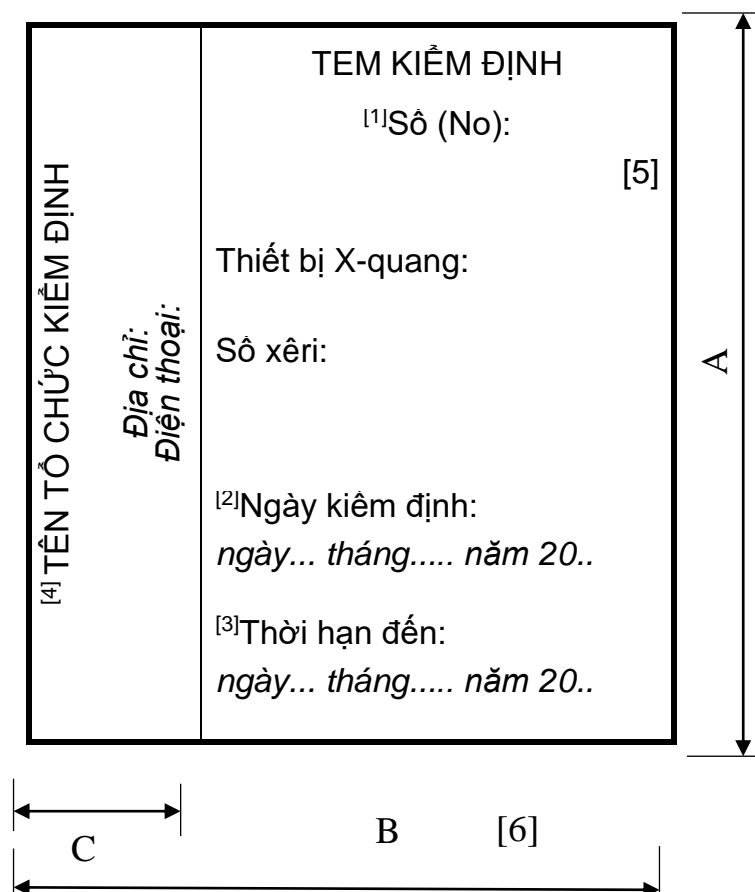 TEM KIỂM ĐỊNH
[1]Số (No):
[5]
Thiết bị X-quang:
Số xêri:
[2]Ngày kiểm định:
ngày... tháng..... năm 20..
[3]Thời hạn đến:
ngày... tháng..... năm 20..
[4] TÊN TỔ CHỨC KIỂM ĐỊNH
Địa chỉ:
Điện thoại:
A
B [6]
C